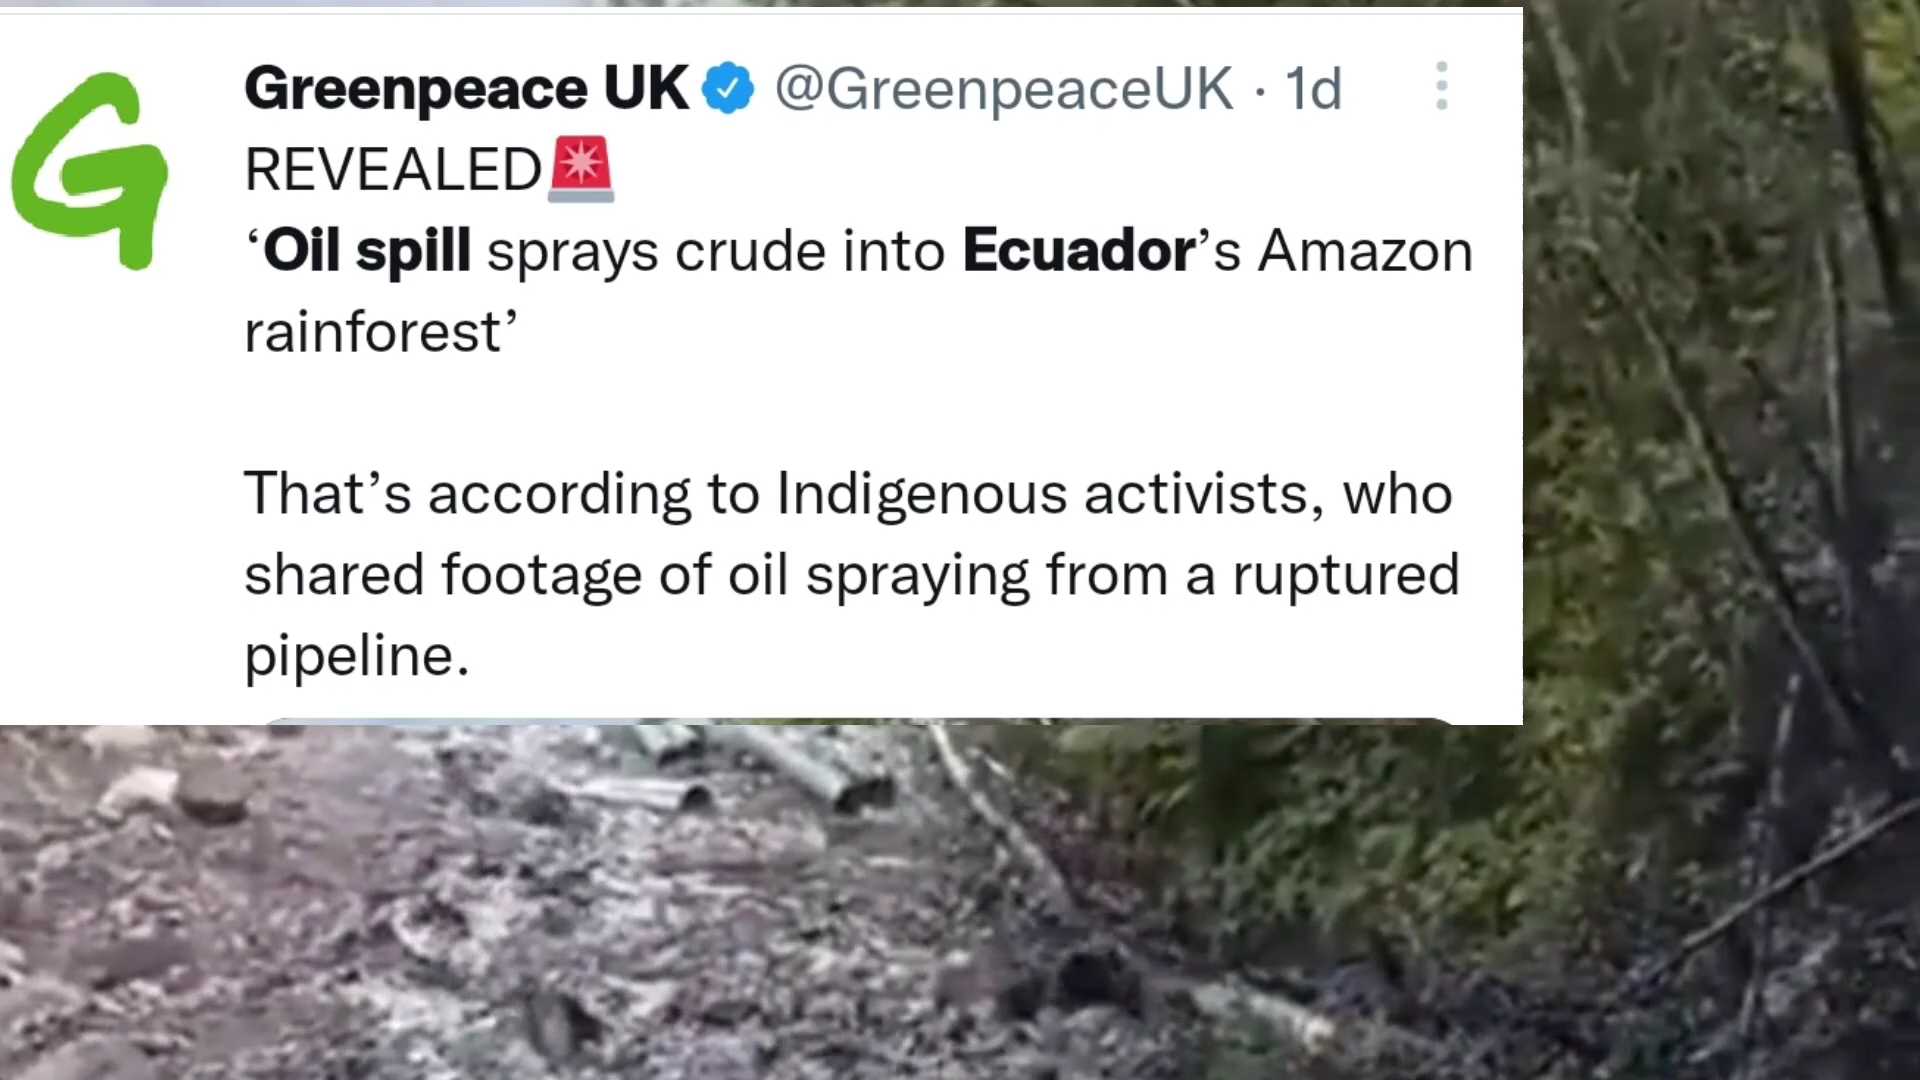 Greenpeace UK @GreenpeaceUK · 1d
REVEALED🚨
‘Oil spill sprays crude into Ecuador’s Amazon
rainforest’
That’s according to Indigenous activists, who
shared footage of oil spraying from a ruptured
pipeline.